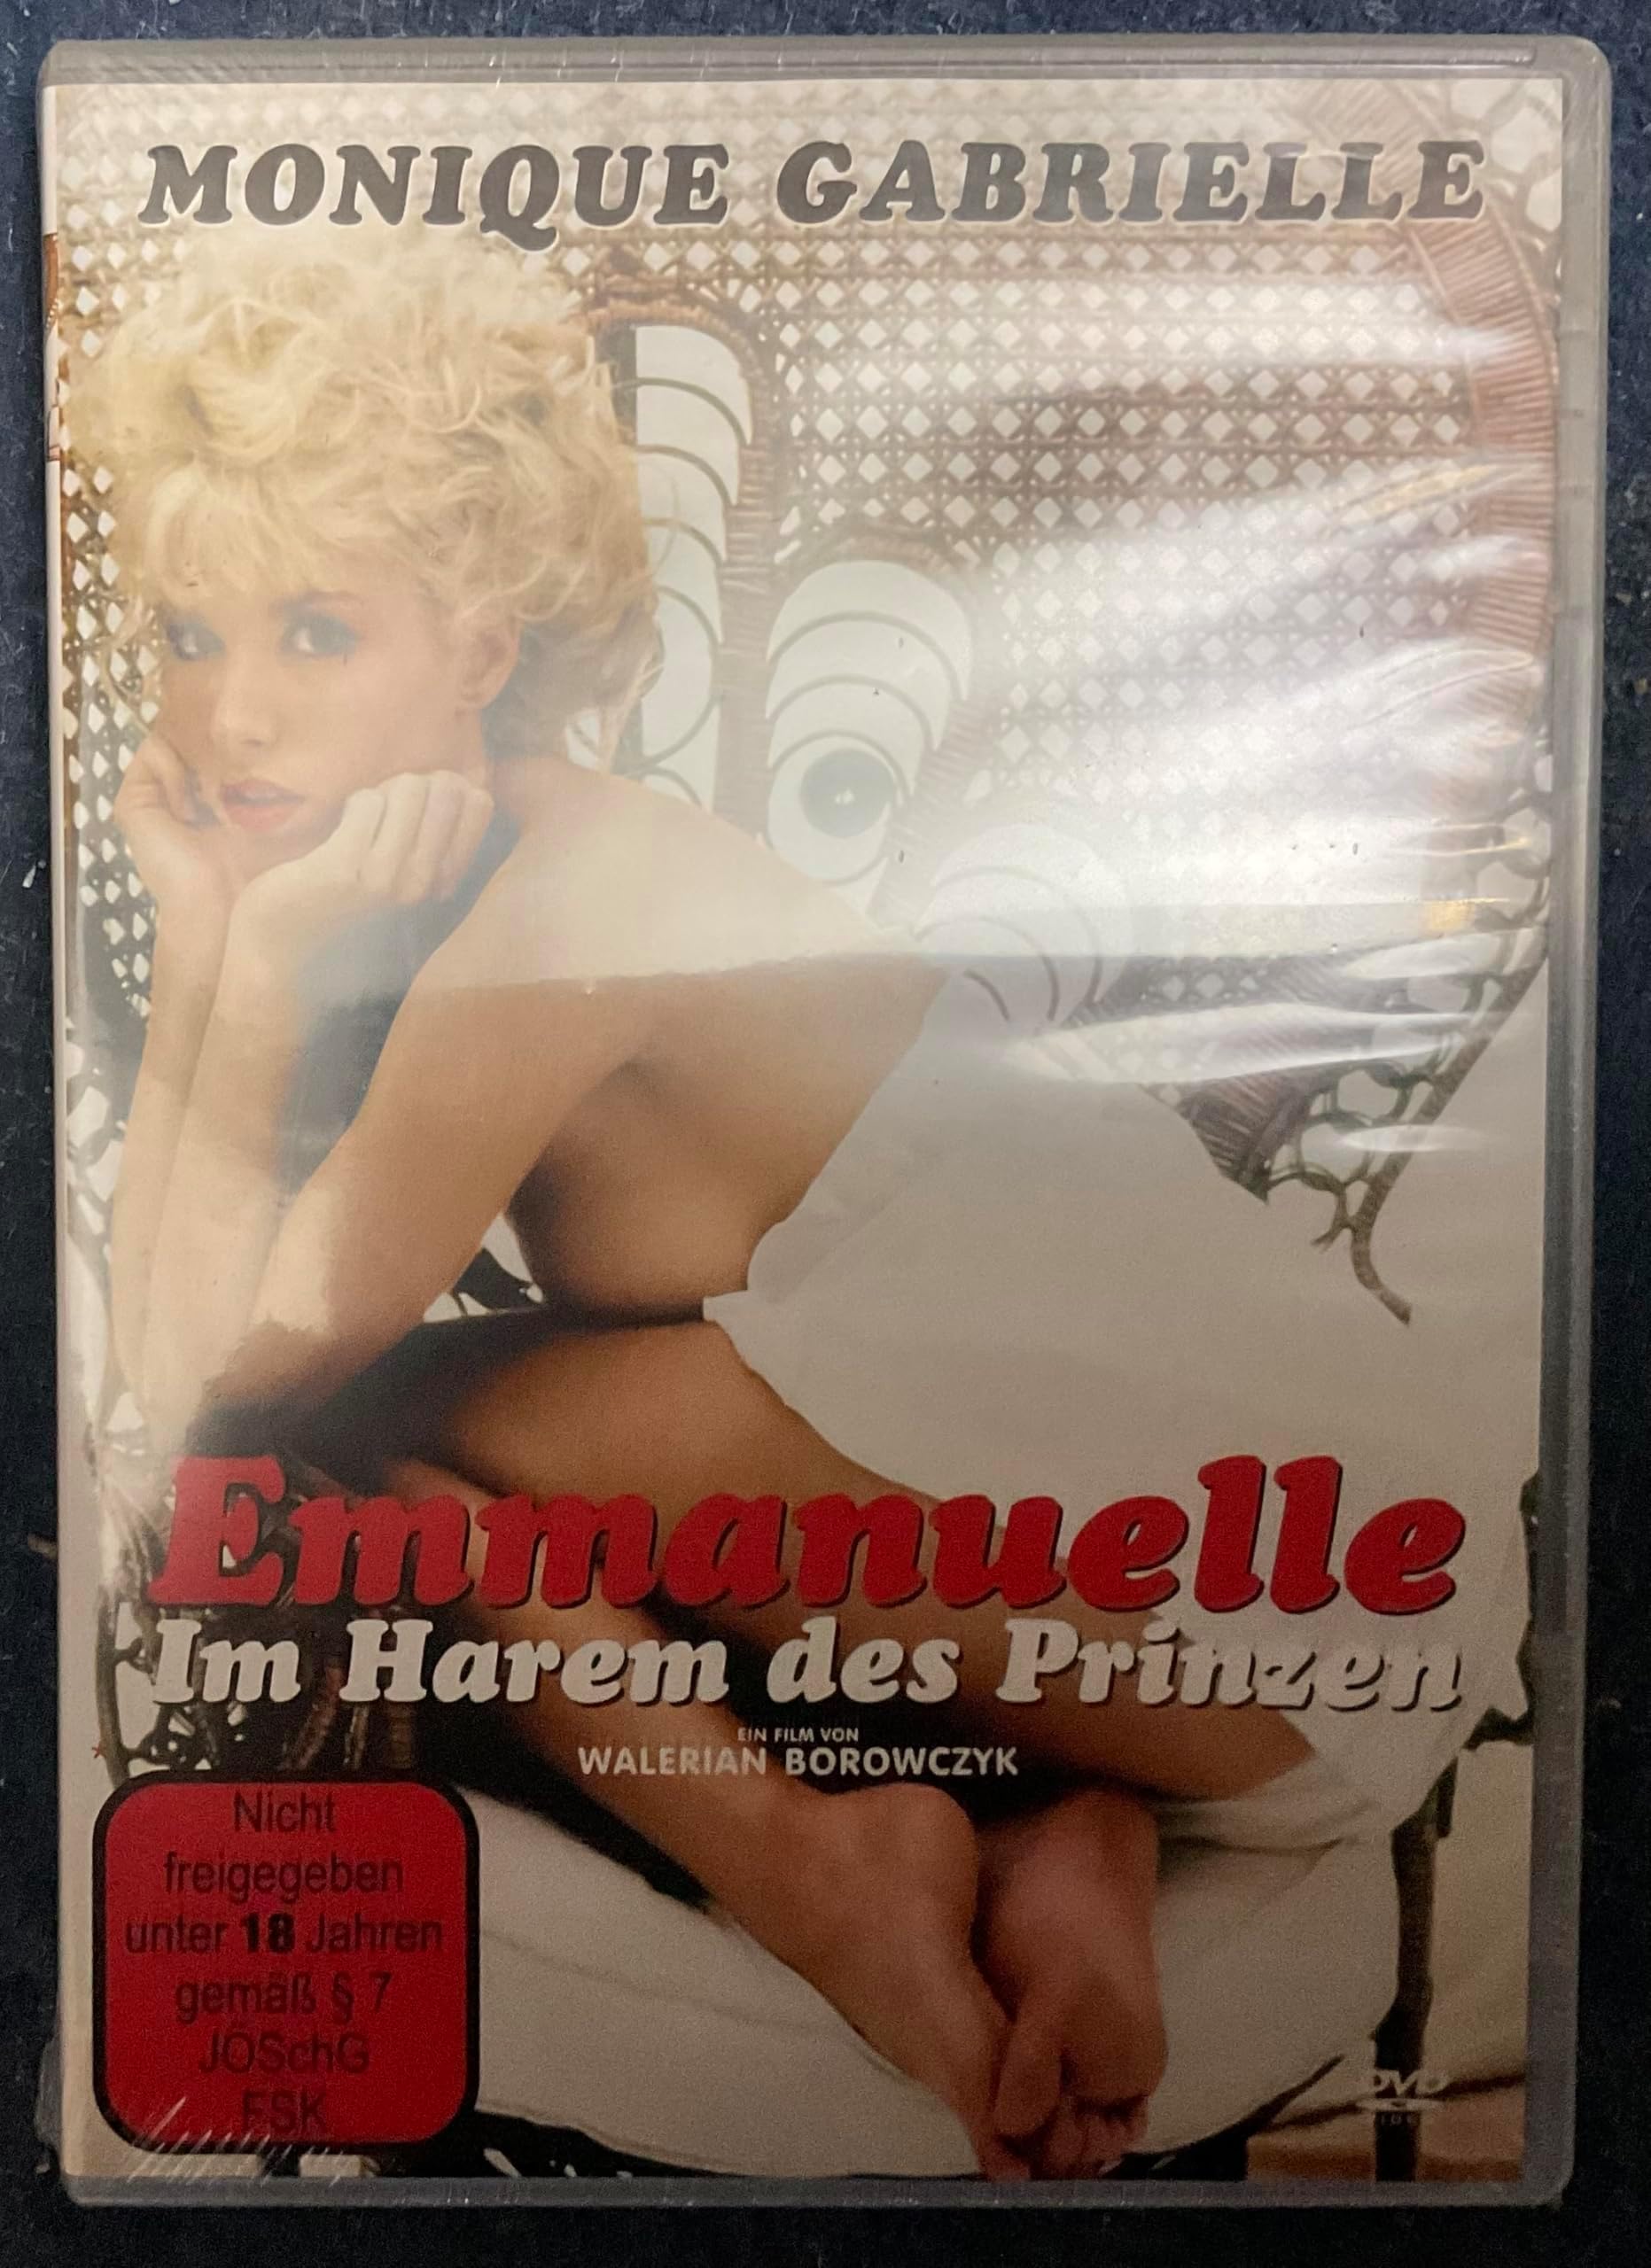 MONIQUE GABRIELLE
Emmanuelle
Im Harem des Prinzen
EIN FILM VON
WALERIAN BOROWCZYK
Nicht
freigegeben
unter 18 Jahren
gemäß § 7
JÖSchG
FSK
DVD
VIDEO